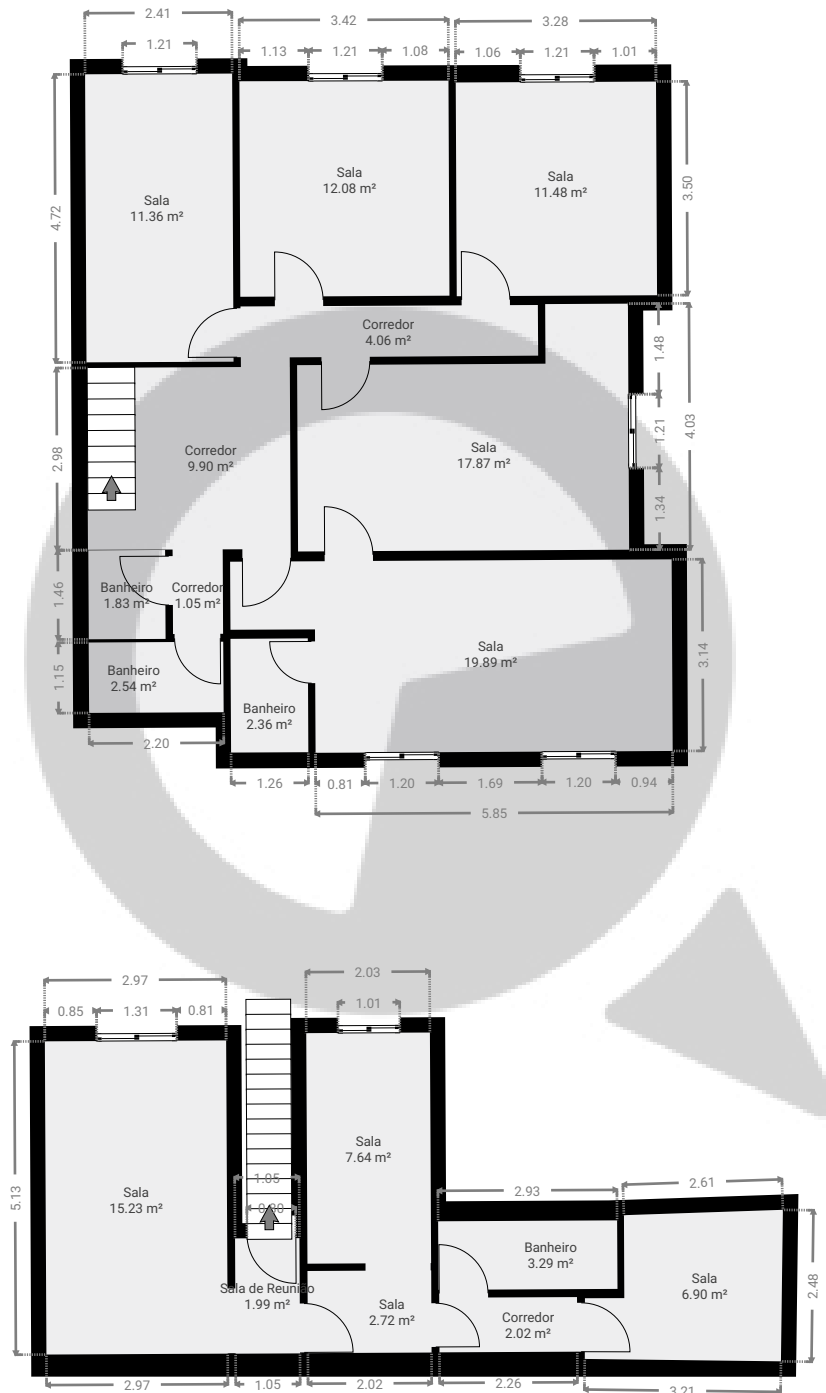 2.41
3.42
3.28
1.21
1.13
1.21
1.08
1.06
1.21
1.01
4.72
3.50
Sala
11.36 m²
Sala
12.08 m²
Sala
11.48 m²
Corredor
4.06 m²
1.48
2.98
Corredor
9.90 m²
Sala
17.87 m²
1.21
4.03
1.34
1.46
Banheiro
1.83 m²
Corredor
1.05 m²
1.15
Banheiro
2.54 m²
Sala
19.89 m²
3.14
Banheiro
2.36 m²
2.20
1.26
0.81
1.20
1.69
1.20
0.94
5.85
2.97
2.03
0.85
1.31
0.81
1.01
5.13
Sala
15.23 m²
Sala
7.64 m²
1.05
2.93
2.61
Banheiro
3.29 m²
Sala
6.90 m²
2.48
Sala de Reunião
1.99 m²
Sala
2.72 m²
Corredor
2.02 m²
2.97
1.05
2.02
2.26
3.21